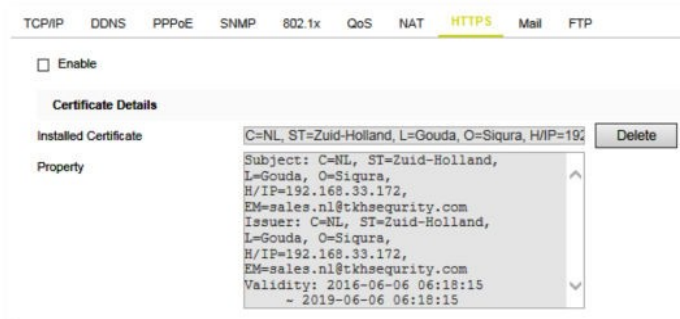 TCP/IP DDNS PPPoE SNMP 802.1x QoS NAT HTTPS Mail FTP
Enable
Certificate Details
Installed Certificate C=NL, ST=Zuid-Holland, L=Gouda, O=Siqura, H/IP=192 Delete
Property
Subject: C=NL, ST=Zuid-Holland,
L=Gouda, O=Siqura,
H/IP=192.168.33.172,
EM=sales.nl@tkhsequrity.com
Issuer: C=NL, ST=Zuid-Holland,
L=Gouda, O=Siqura,
H/IP=192.168.33.172,
EM=sales.nl@tkhsequrity.com
Validity: 2016-06-06 06:18:15
~ 2019-06-06 06:18:15